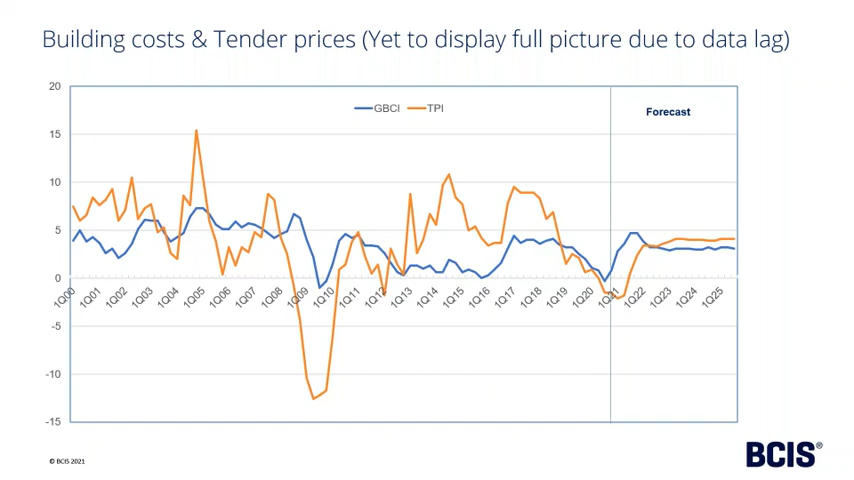 Building costs & Tender prices (Yet to display full picture due to data lag)
20
GBCI TPI
Forecast
15
10
5
0
1Q00 1Q01 1Q02 1Q03 1Q04 1Q05 1Q06 1Q07 1Q08 1Q09 1Q10 1Q11 1Q12 1Q13 1Q14 1Q15 1Q16 1Q17 1Q18 1Q19 1Q20 1Q21 1Q22 1Q23 1Q24 1Q25
-5
-10
-15
BCIS®
© BCIS 2021